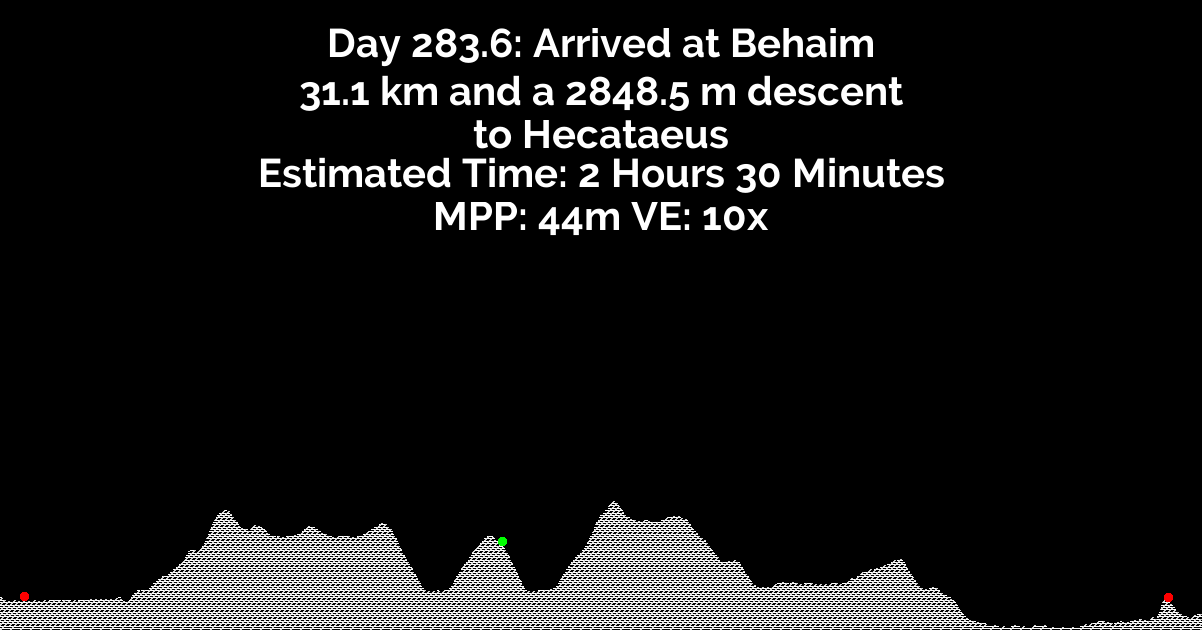 Day 283.6: Arrived at Behaim
31.1 km and a 2848.5 m descent
to Hecataeus
Estimated Time: 2 Hours 30 Minutes
MPP: 44m VE: 10x